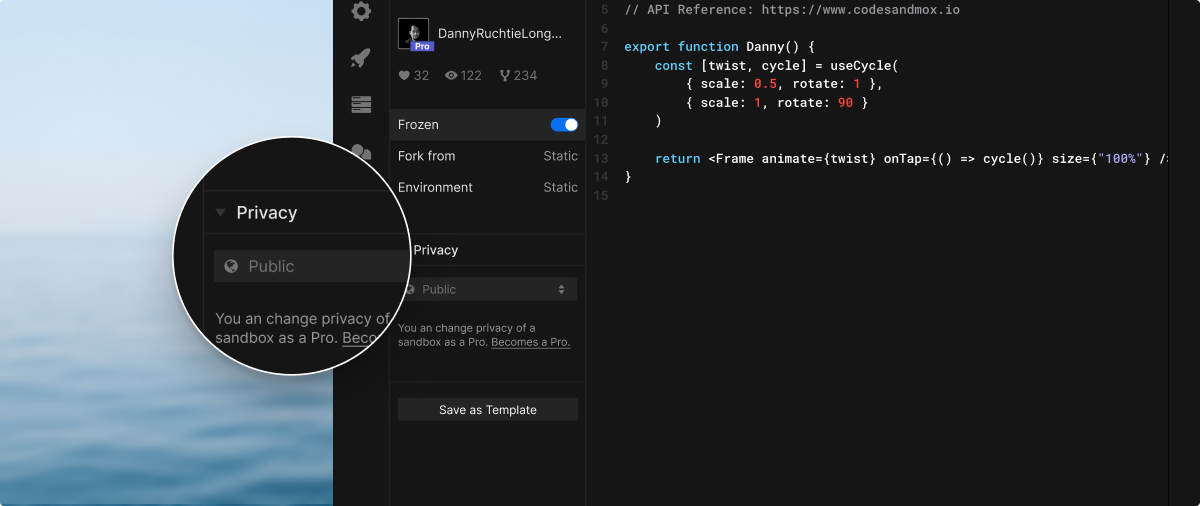 DannyRuchtieLong...
Pro
32 122 234
Frozen
Fork from Static
Environment Static
Privacy
Public
You an change privacy of a
sandbox as a Pro. Becomes a Pro.
Save as Template
Privacy
Public
You an change privacy of
sandbox as a Pro. Beco
5 // API Reference: https://www.codesandmox.io
6
7 export function Danny() {
8 const [twist, cycle] = useCycle(
9 { scale: 0.5, rotate: 1 },
10 { scale: 1, rotate: 90 }
11 )
12
13 return <Frame animate={twist} onTap={() => cycle()} size={"100%"} />
14 }
15